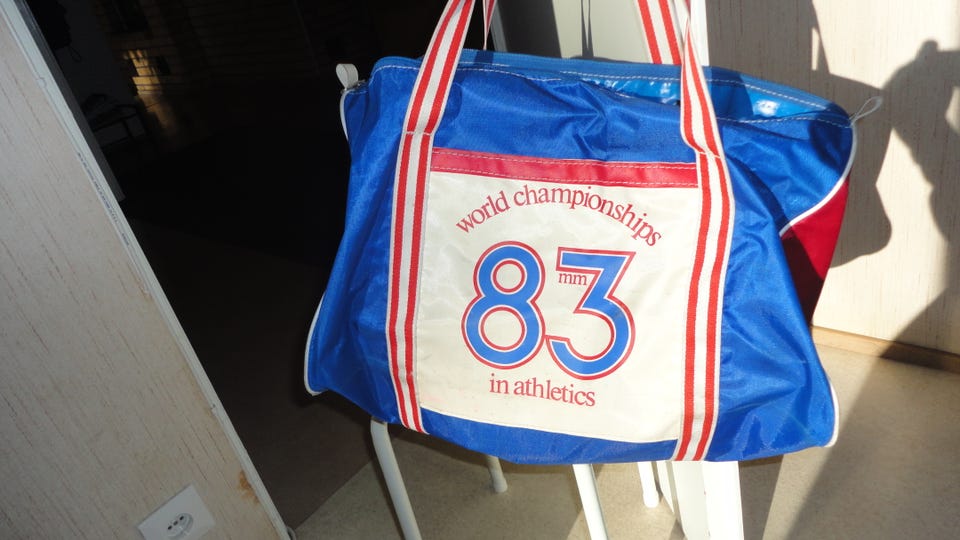 world championships
83
mm
in athletics